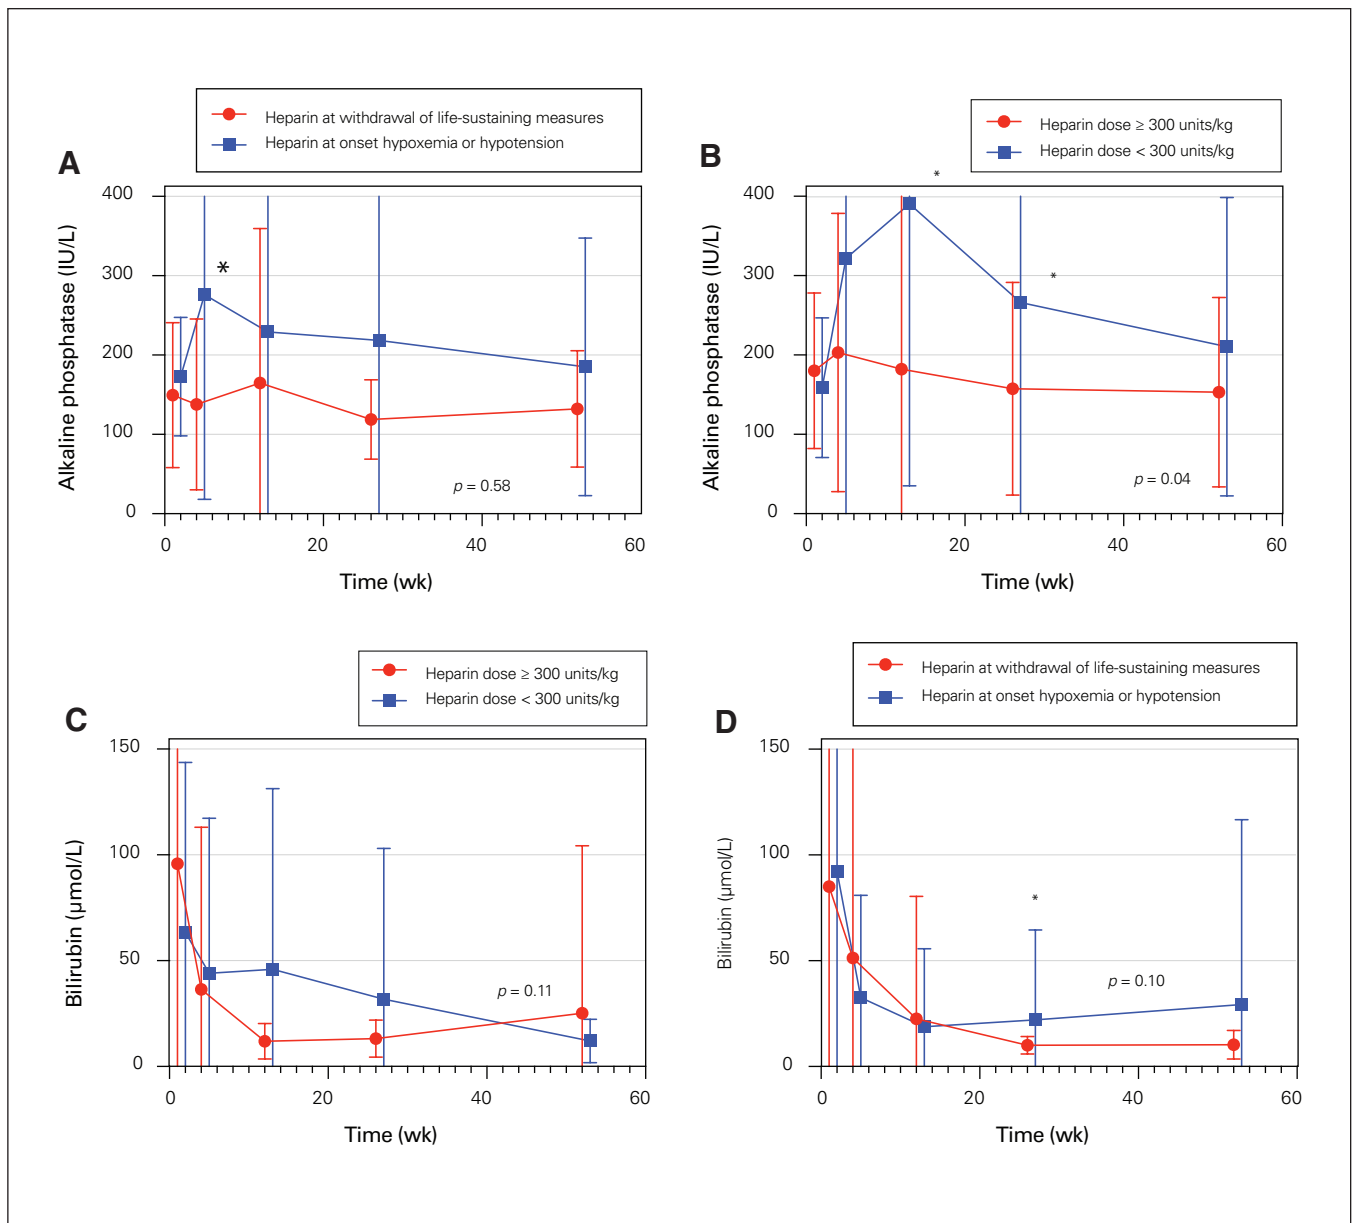 Heparin at withdrawal of life-sustaining measures
Heparin at onset hypoxemia or hypotension
A
400
300
200
100
0
Alkaline phosphatase (IU/L)
*
p = 0.58
0 20 40 60
Time (wk)
Heparin dose ≥ 300 units/kg
Heparin dose < 300 units/kg
B
*
400
300
200
100
0
Alkaline phosphatase (IU/L)
*
p = 0.04
0 20 40 60
Time (wk)
Heparin dose ≥ 300 units/kg
Heparin dose < 300 units/kg
C
150
100
50
0
Bilirubin (µmol/L)
p = 0.11
0 20 40 60
Time (wk)
Heparin at withdrawal of life-sustaining measures
Heparin at onset hypoxemia or hypotension
D
150
100
50
0
Bilirubin (µmol/L)
*
p = 0.10
0 20 40 60
Time (wk)